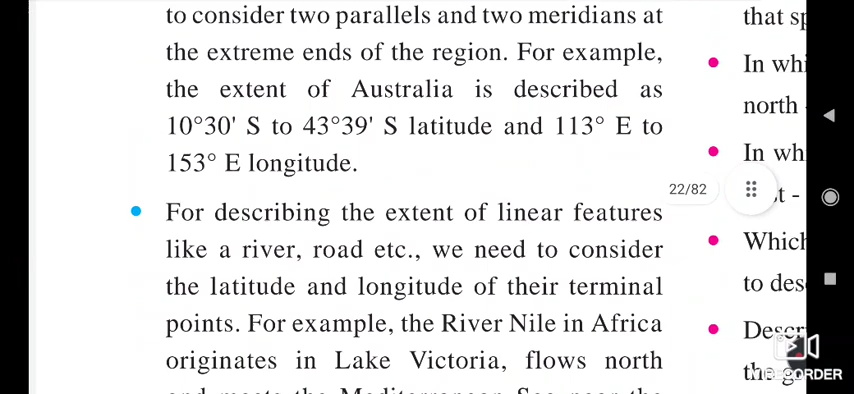 to consider two parallels and two meridians at
the extreme ends of the region. For example,
the extent of Australia is described as
10°30' S to 43°39' S latitude and 113° E to
153° E longitude.
For describing the extent of linear features
like a river, road etc., we need to consider
the latitude and longitude of their terminal
points. For example, the River Nile in Africa
originates in Lake Victoria, flows north
that
In
north
In
22/82
Which
to
the
RECORDER